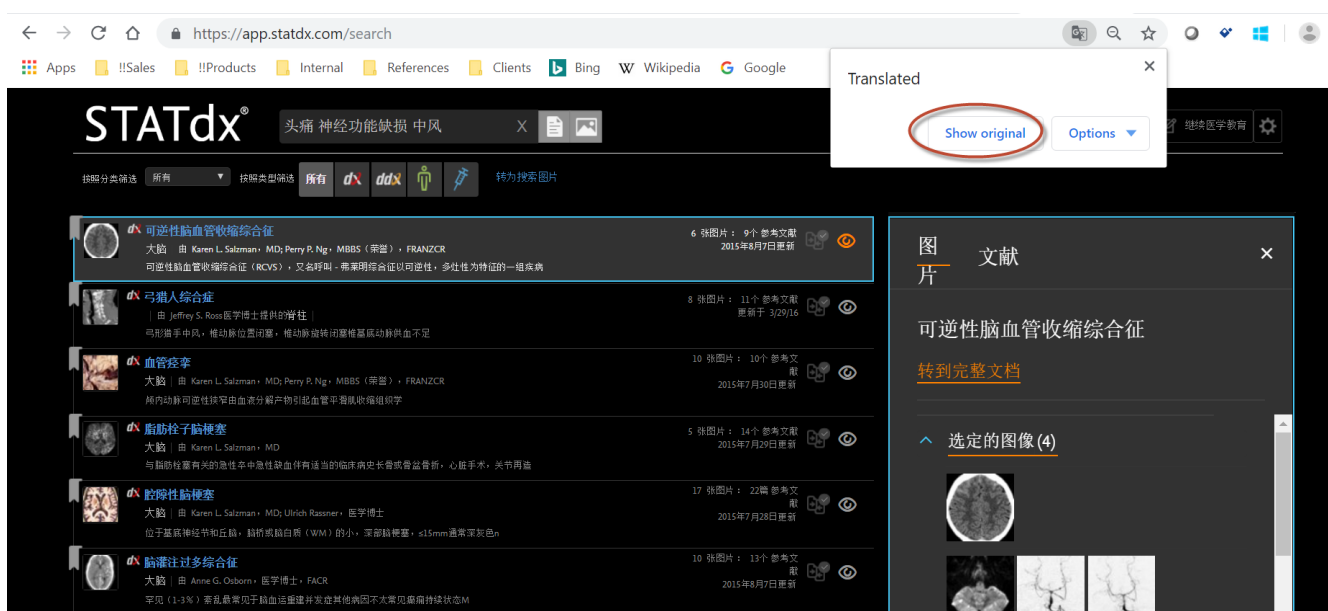 https://app.statdx.com/search
Apps !!Sales !!Products Internal References Clients Bing W Wikipedia G Google
Translated
Show original Options
STATdx®
头痛 神经功能缺损 中风 X
继续医学教育
按照分类筛选 所有 按照类型筛选 所有 dx ddx 转为搜索图片
dx 可逆性脑血管收缩综合征
大脑 由 Karen L. Salzman，MD; Perry P. Ng，MBBS（荣誉），FRANZCR
可逆性脑血管收缩综合征（RCVS），又名呼叫 - 弗莱明综合征以可逆性，多灶性为特征的一组疾病
6 张图片： 9个 参考文献
2015年8月7日更新
dx 弓猎人综合症
| 由 Jeffrey S. Ross医学博士提供的脊柱 |
弓形猎手中风，椎动脉位置闭塞，椎动脉旋转闭塞椎基底动脉供血不足
8 张图片： 11个 参考文献
更新于 3/29/16
dx 血管痉挛
大脑 | 由 Karen L. Salzman，MD; Perry P. Ng，MBBS（荣誉），FRANZCR
颅内动脉可逆性狭窄由血液分解产物引起血管平滑肌收缩组织学
10 张图片： 10个 参考文
献
2015年7月30日更新
dx 脂肪栓子脑梗塞
大脑 | 由 Karen L. Salzman，MD
与脂肪栓塞有关的急性卒中急性缺血伴有适当的临床病史长骨或骨盆骨折，心脏手术，关节再造
5 张图片： 14个 参考文献
2015年7月29日更新
dx 腔隙性脑梗塞
大脑 | 由 Karen L. Salzman，MD; Ulrich Rassner，医学博士
位于基底神经节和丘脑，脑桥或脑白质（WM）的小，深部脑梗塞，≤15mm通常深灰色n
17 张图片： 22篇 参考文
献
2015年7月28日更新
dx 脑灌注过多综合征
大脑 | 由 Anne G. Osborn，医学博士，FACR
罕见（1-3％）紊乱最常见于脑血运重建并发症其他病因不太常见癫痫持续状态M
10 张图片： 13个 参考文
献
2015年8月7日更新
图
片 文献
可逆性脑血管收缩综合征
转到完整文档
选定的图像(4)